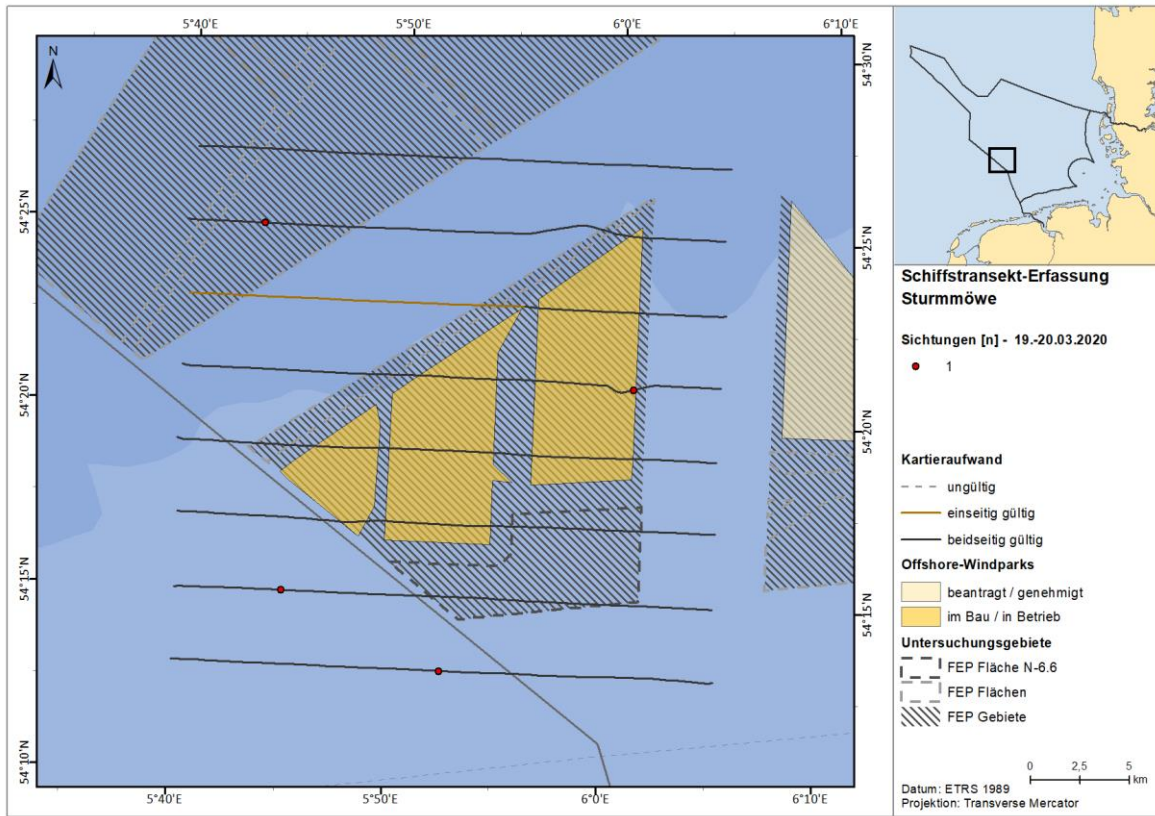 5°40'E 5°50'E 6°0'E 6°10'E
N
54°30'N
54°25'N
54°25'N
54°20'N
54°20'N
54°15'N
54°15'N
54°10'N
5°40'E 5°50'E 6°0'E 6°10'E
Schiffstransekt-Erfassung
Sturmmöwe
Sichtungen [n] - 19.-20.03.2020
1
Kartieraufwand
ungültig
einseitig gültig
beidseitig gültig
Offshore-Windparks
beantragt / genehmigt
im Bau / in Betrieb
Untersuchungsgebiete
FEP Fläche N-6.6
FEP Flächen
FEP Gebiete
0 2,5 5
km
Datum: ETRS 1989
Projektion: Transverse Mercator